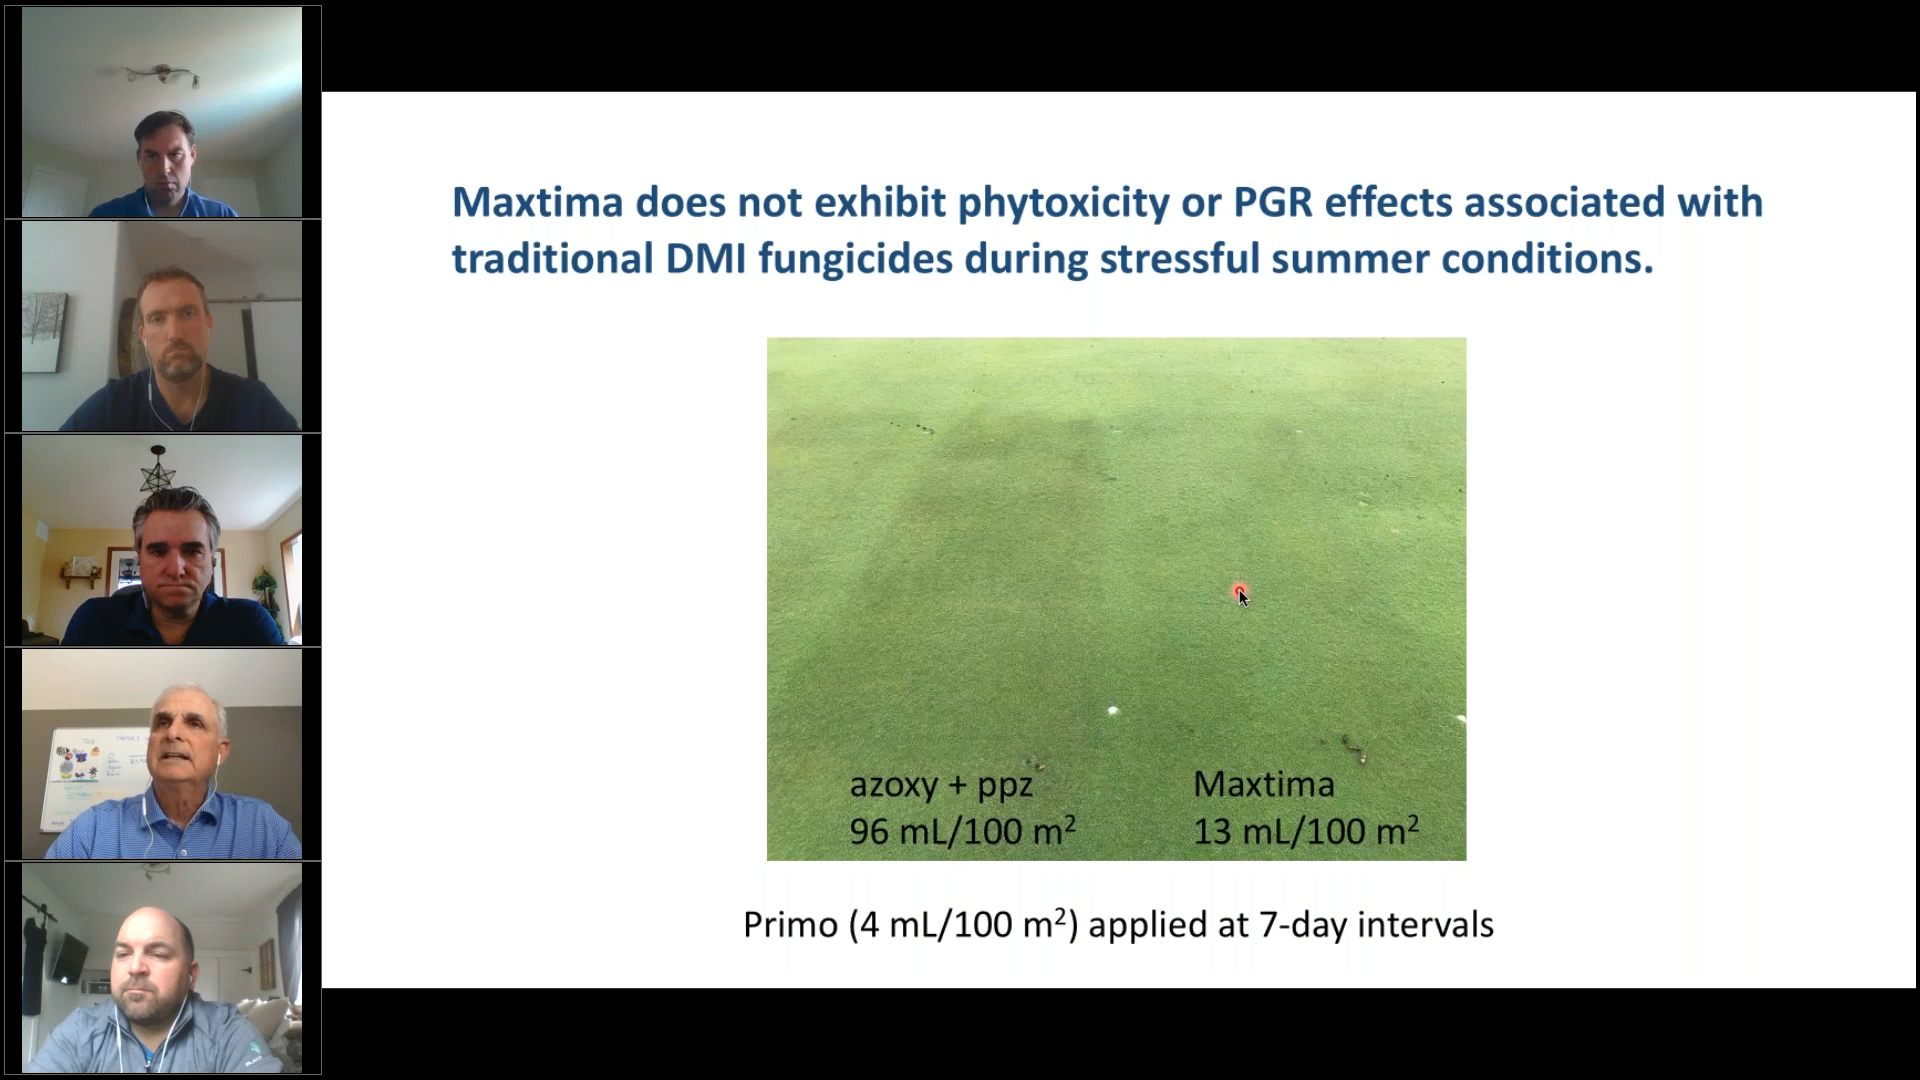 Maxtima does not exhibit phytoxicity or PGR effects associated with
traditional DMI fungicides during stressful summer conditions.
azoxy + ppz
96 mL/100 m²
Maxtima
13 mL/100 m²
Primo (4 mL/100 m²) applied at 7-day intervals